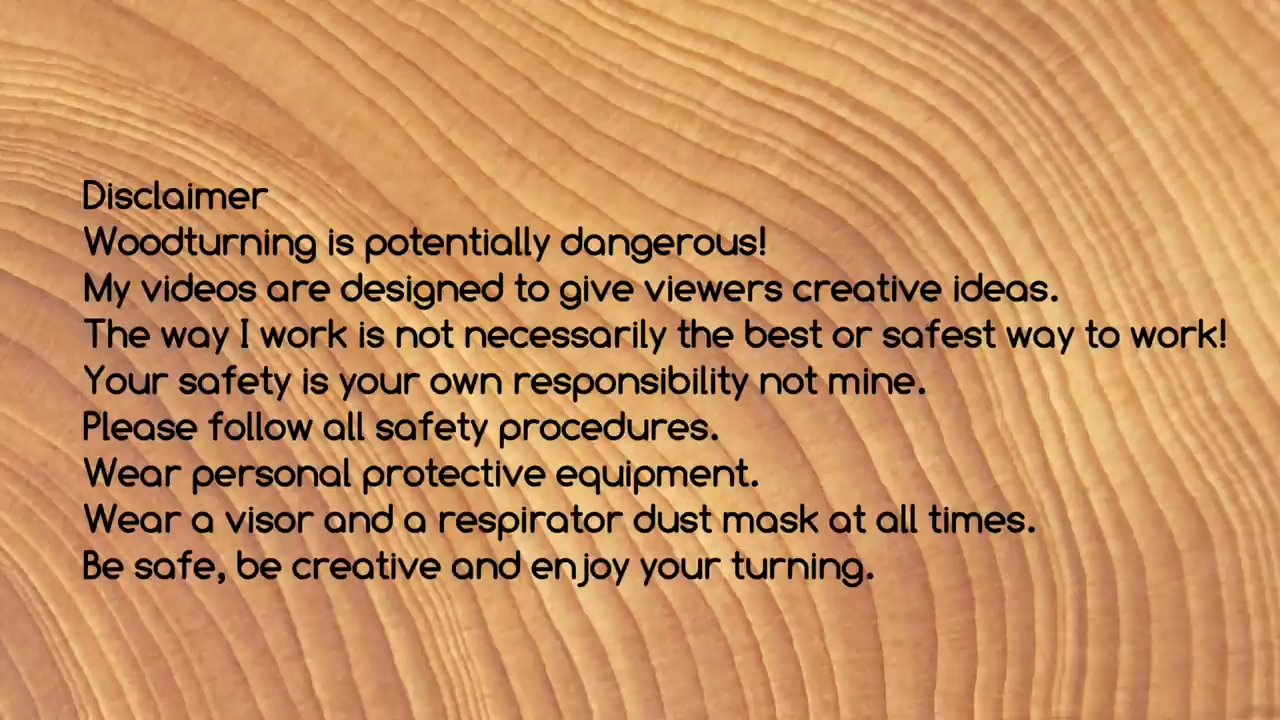 Disclaimer
Woodturning is potentially dangerous!
My videos are designed to give viewers creative ideas.
The way I work is not necessarily the best or safest way to work!
Your safety is your own responsibility not mine.
Please follow all safety procedures.
Wear personal protective equipment.
Wear a visor and a respirator dust mask at all times.
Be safe, be creative and enjoy your turning.